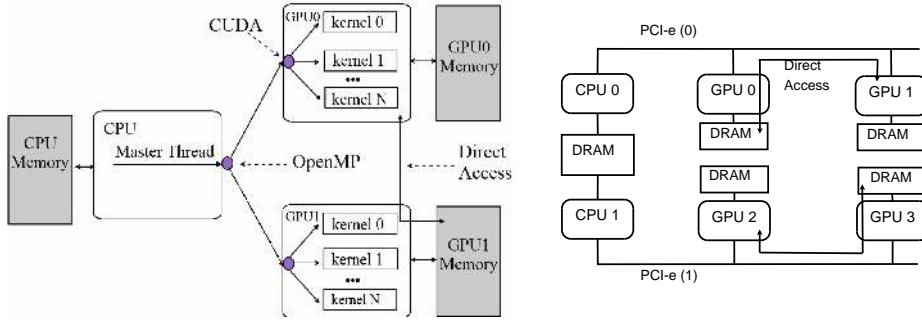 CUDA
GPU0
kernel 0
kernel 1
...
kernel N
GPU0
Memory
CPU
Memory
CPU
Master Thread
OpenMP
Direct
Access
GPU1
kernel 0
kernel 1
...
kernel N
GPU1
Memory
PCI-e (0)
CPU 0
GPU 0
Direct
Access
GPU 1
DRAM
DRAM
DRAM
DRAM
DRAM
CPU 1
GPU 2
GPU 3
PCI-e (1)